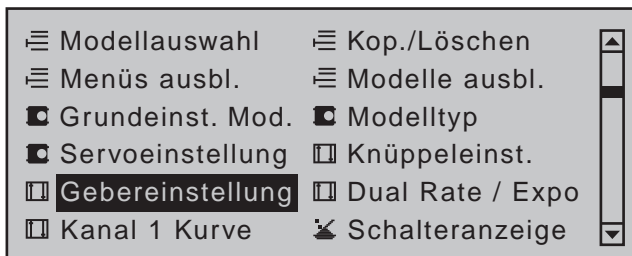 Modellauswahl Kop./Löschen
Menüs ausbl. Modelle ausbl.
Grundeinst. Mod. Modelltyp
Servoeinstellung Knüppeleinst.
Gebereinstellung Dual Rate / Expo
Kanal 1 Kurve Schalteranzeige